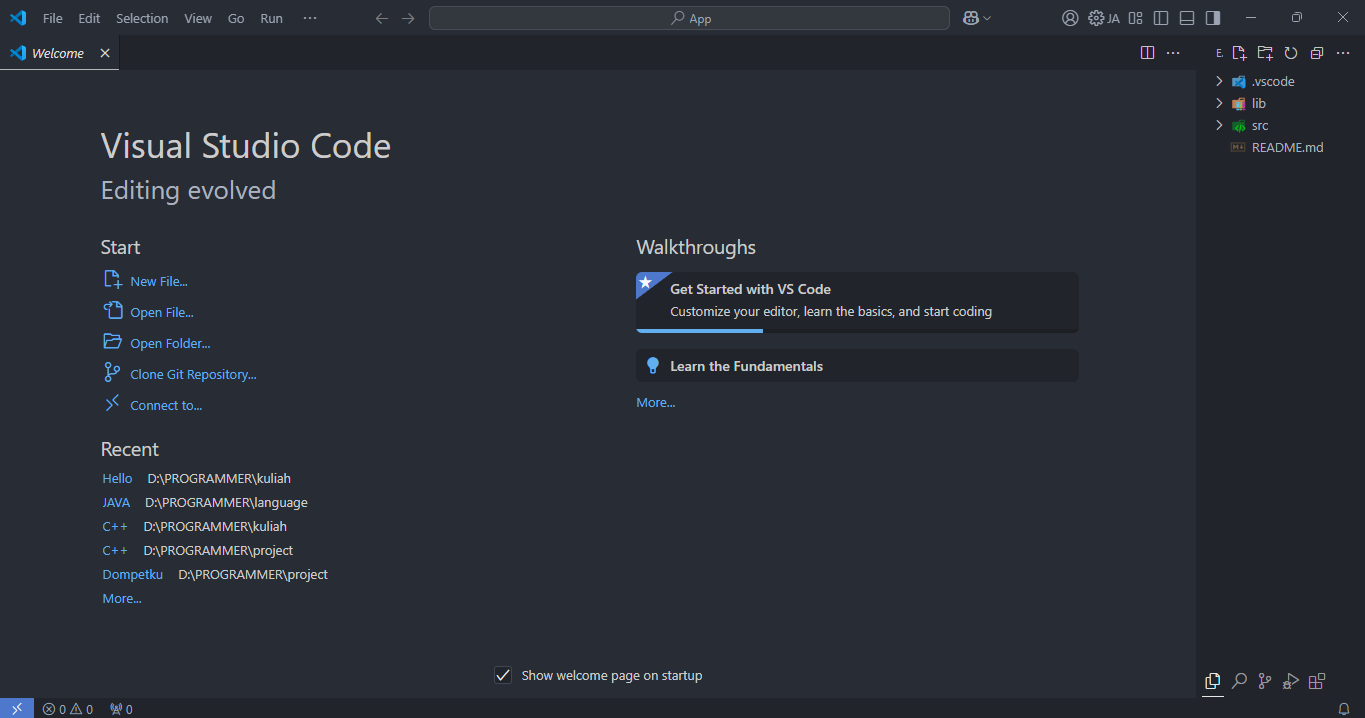 File Edit Selection View Go Run ··· App JA
Welcome
E.
.vscode
lib
src
README.md
Visual Studio Code
Editing evolved
Start
New File...
Open File...
Open Folder...
Clone Git Repository...
Connect to...
Recent
Hello D:\PROGRAMMER\kuliah
JAVA D:\PROGRAMMER\language
C++ D:\PROGRAMMER\kuliah
C++ D:\PROGRAMMER\project
Dompetku D:\PROGRAMMER\project
More...
Walkthroughs
Get Started with VS Code
Customize your editor, learn the basics, and start coding
Learn the Fundamentals
More...
Show welcome page on startup
0 0 0